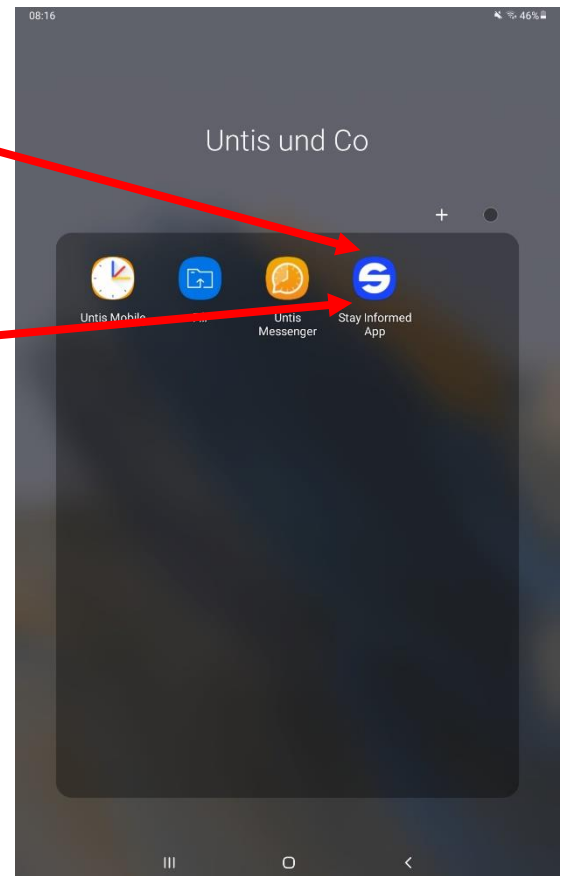 08:16
46%
Untis und Co
Untis Mobile
Untis
Messenger
Stay Informed
App